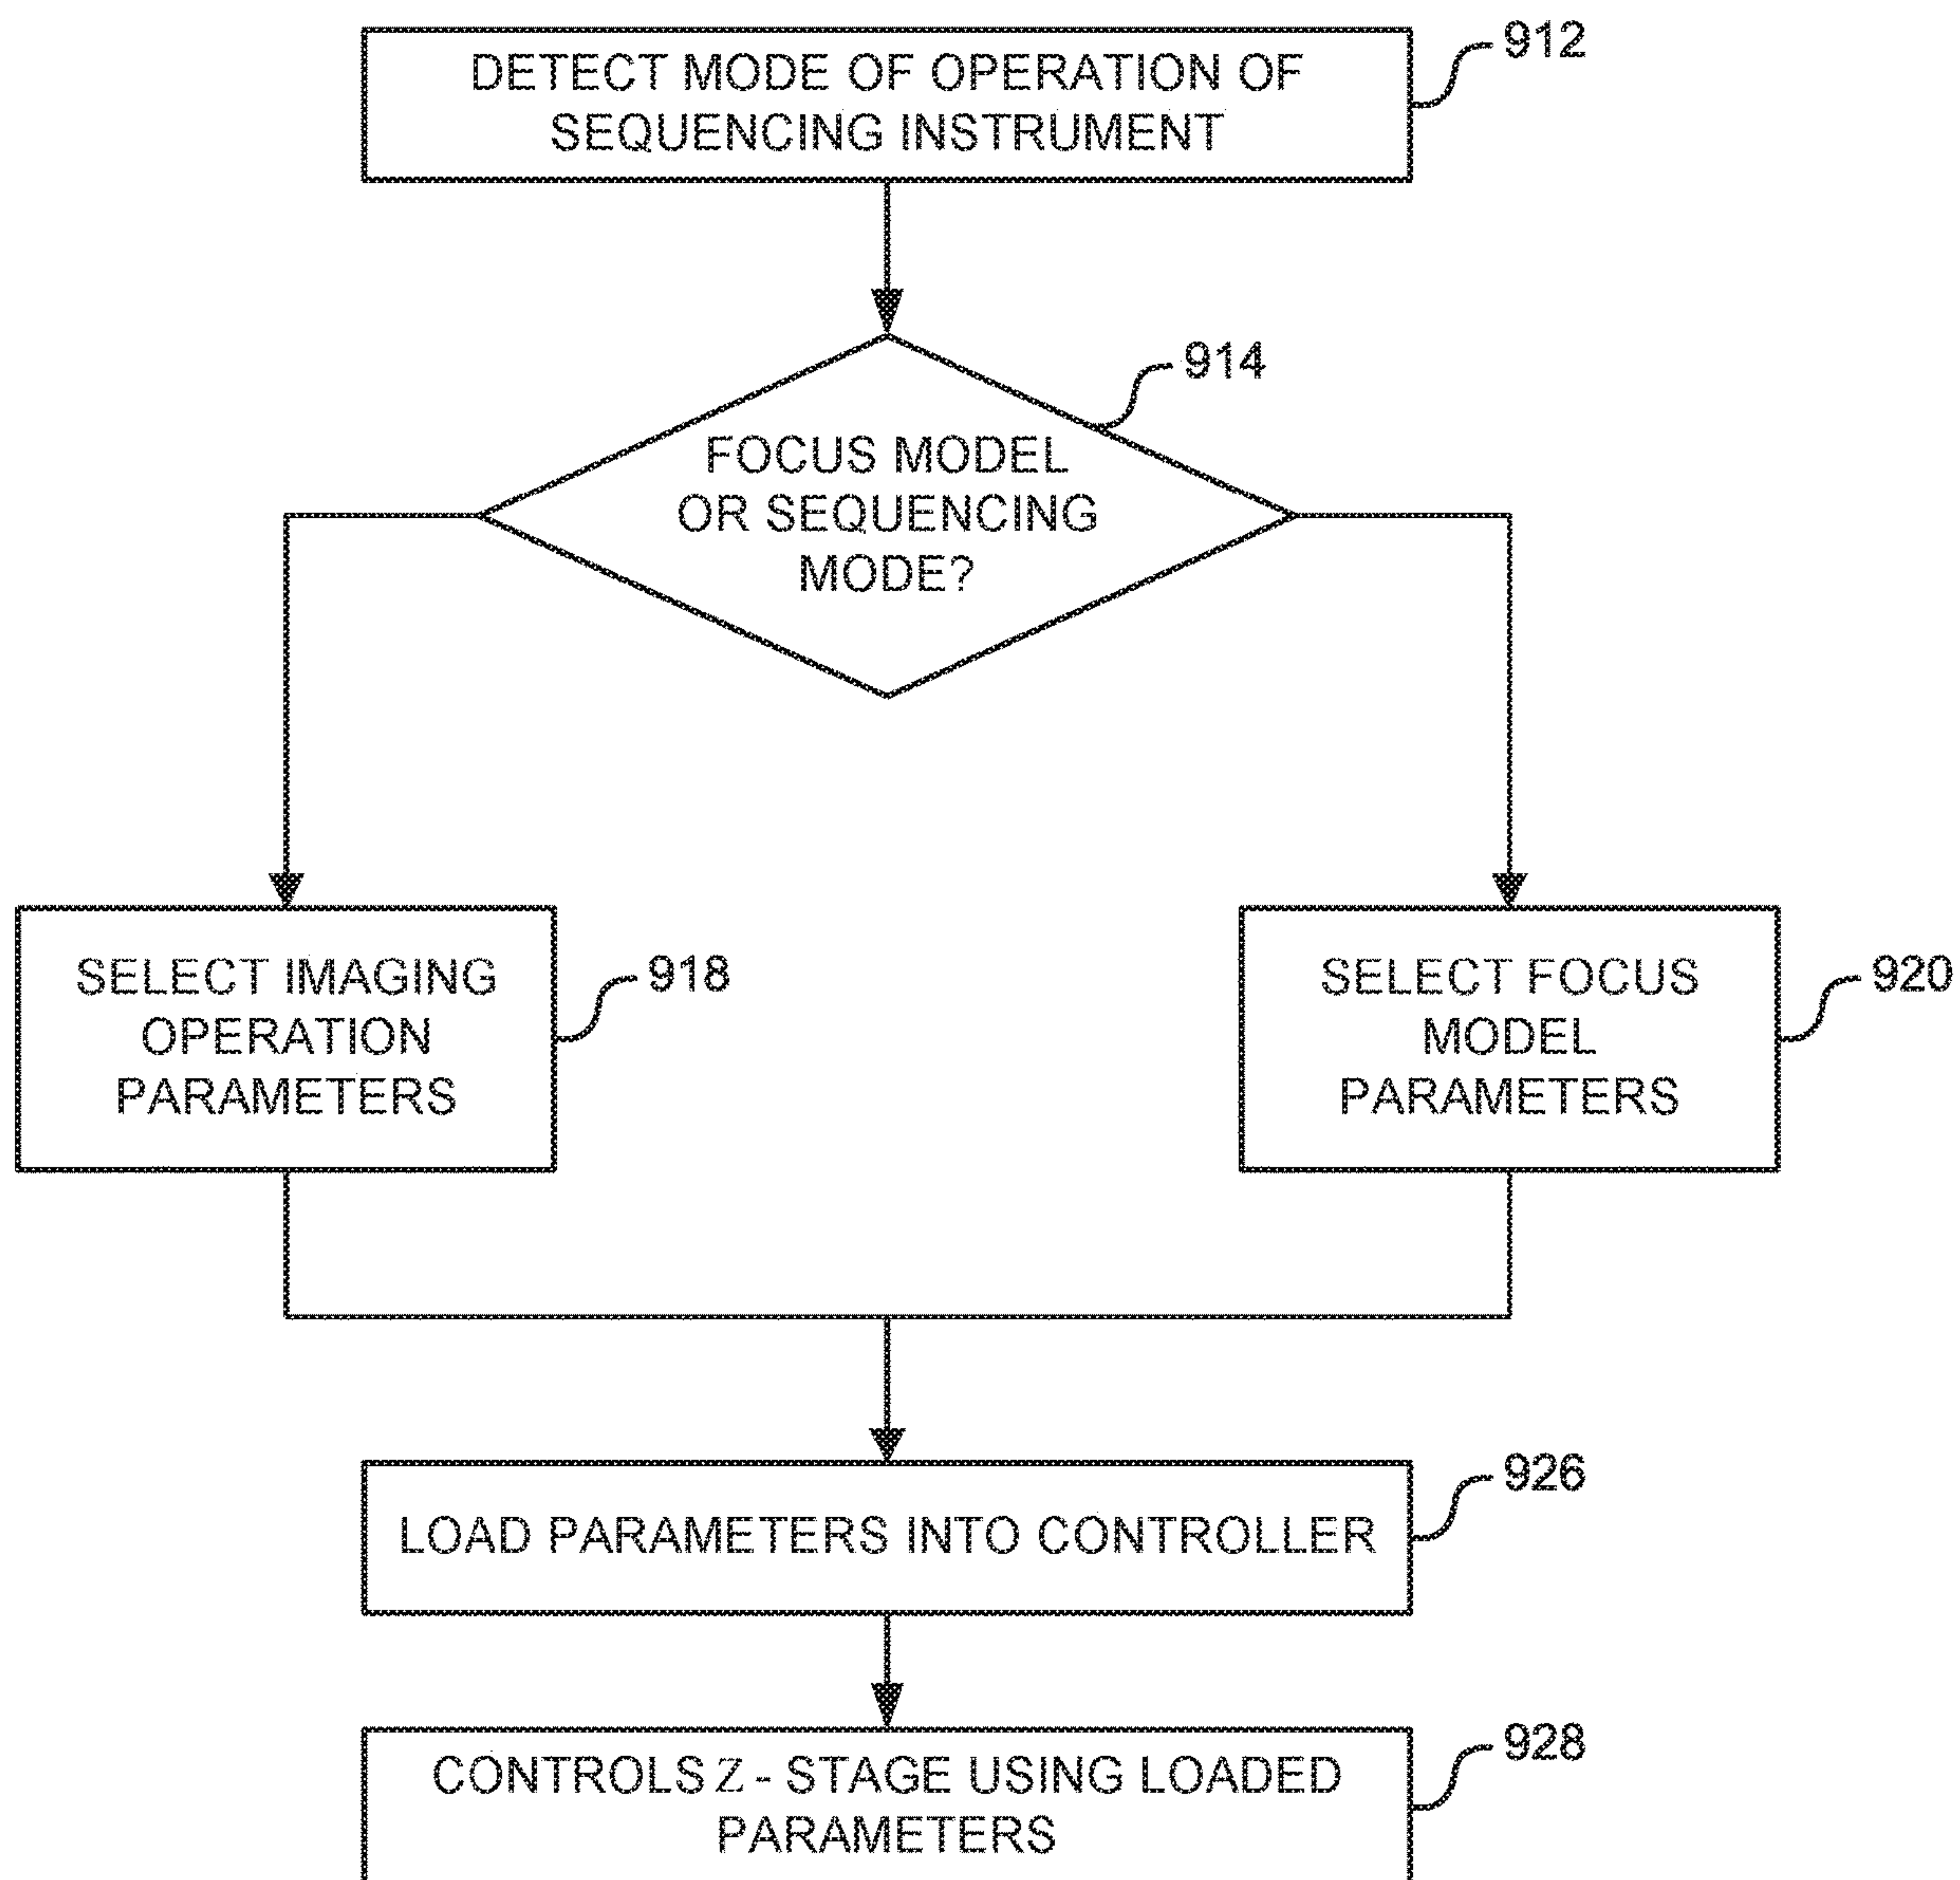 DETECT MODE OF OPERATION OF
SEQUENCING INSTRUMENT
912
914
FOCUS MODEL
OR SEQUENCING
MODE?
SELECT IMAGING
OPERATION
PARAMETERS
918
SELECT FOCUS
MODEL
PARAMETERS
920
LOAD PARAMETERS INTO CONTROLLER
926
CONTROLS Z - STAGE USING LOADED
PARAMETERS
928